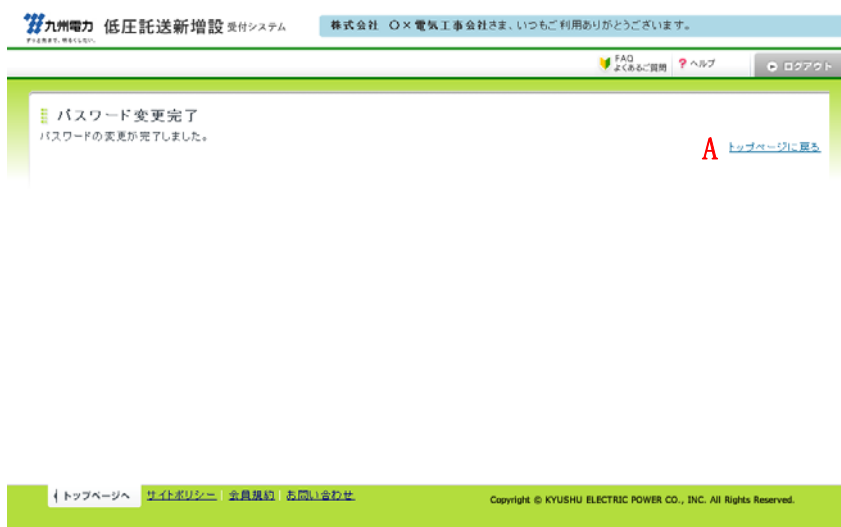 九州電力 低圧託送新増設 受付システム 株式会社 〇×電気工事会社さま、いつもご利用ありがとうございます。
ずっと先まで、明るくしたい。
FAQ よくあるご質問 ? ヘルプ ログアウト
パスワード変更完了
パスワードの変更が完了しました。
A トップページに戻る
トップページへ サイトポリシー 会員規約 お問い合わせ Copyright © KYUSHU ELECTRIC POWER CO., INC. All Rights Reserved.